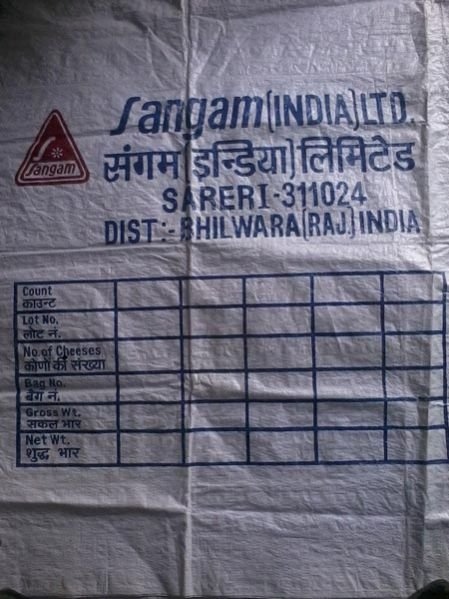 Sangam (INDIA) LTD.
Sangam
संगम (इन्डिया) लिमिटेड
SARERI-311024
DIST:- BHILWARA (RAJ.) INDIA
Count
काउन्ट
Lot No.
लोट नं.
No of Cheeses
कोणों की संख्या
Bag No.
बेग नं.
Gross Wt.
सकल भार
Net Wt.
शुद्ध भार